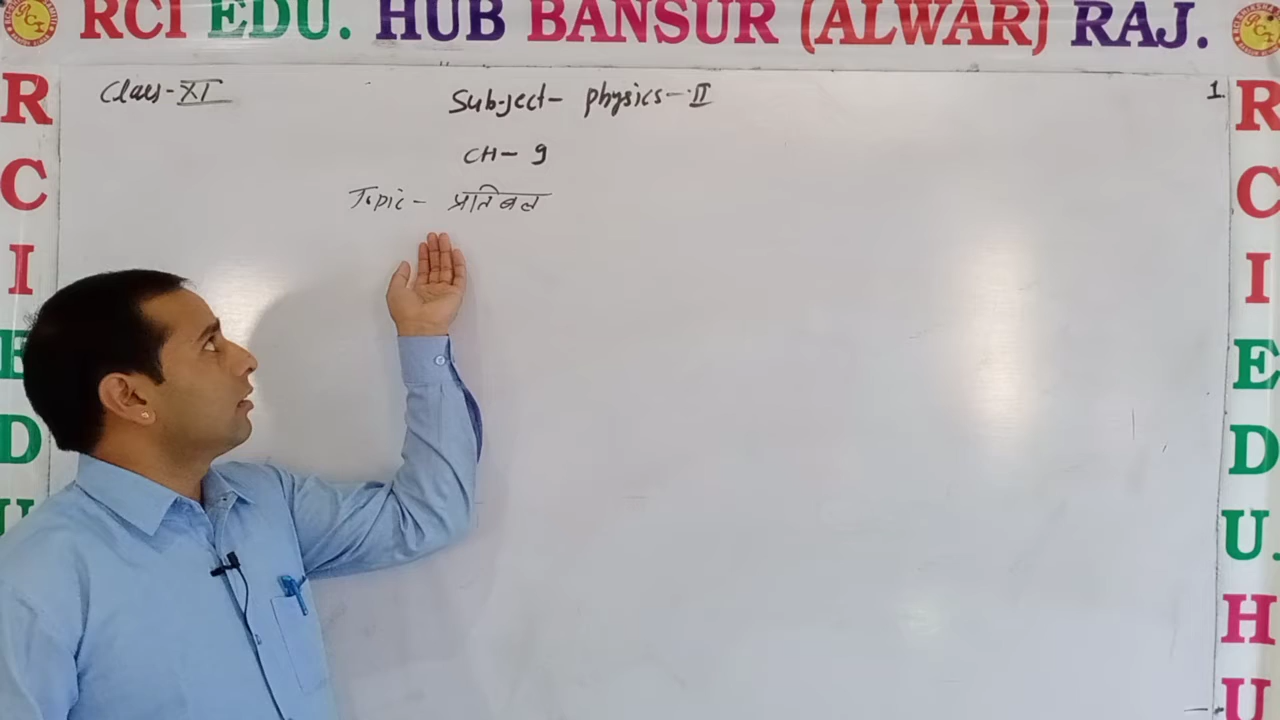 RCI EDU. HUB BANSUR (ALWAR) RAJ.
Class-XI
Subject- physics-II
1
CH- 9
Topic- प्रतिबल
R
C
I
E
D
U
R
C
I
E
D
U.
H
U